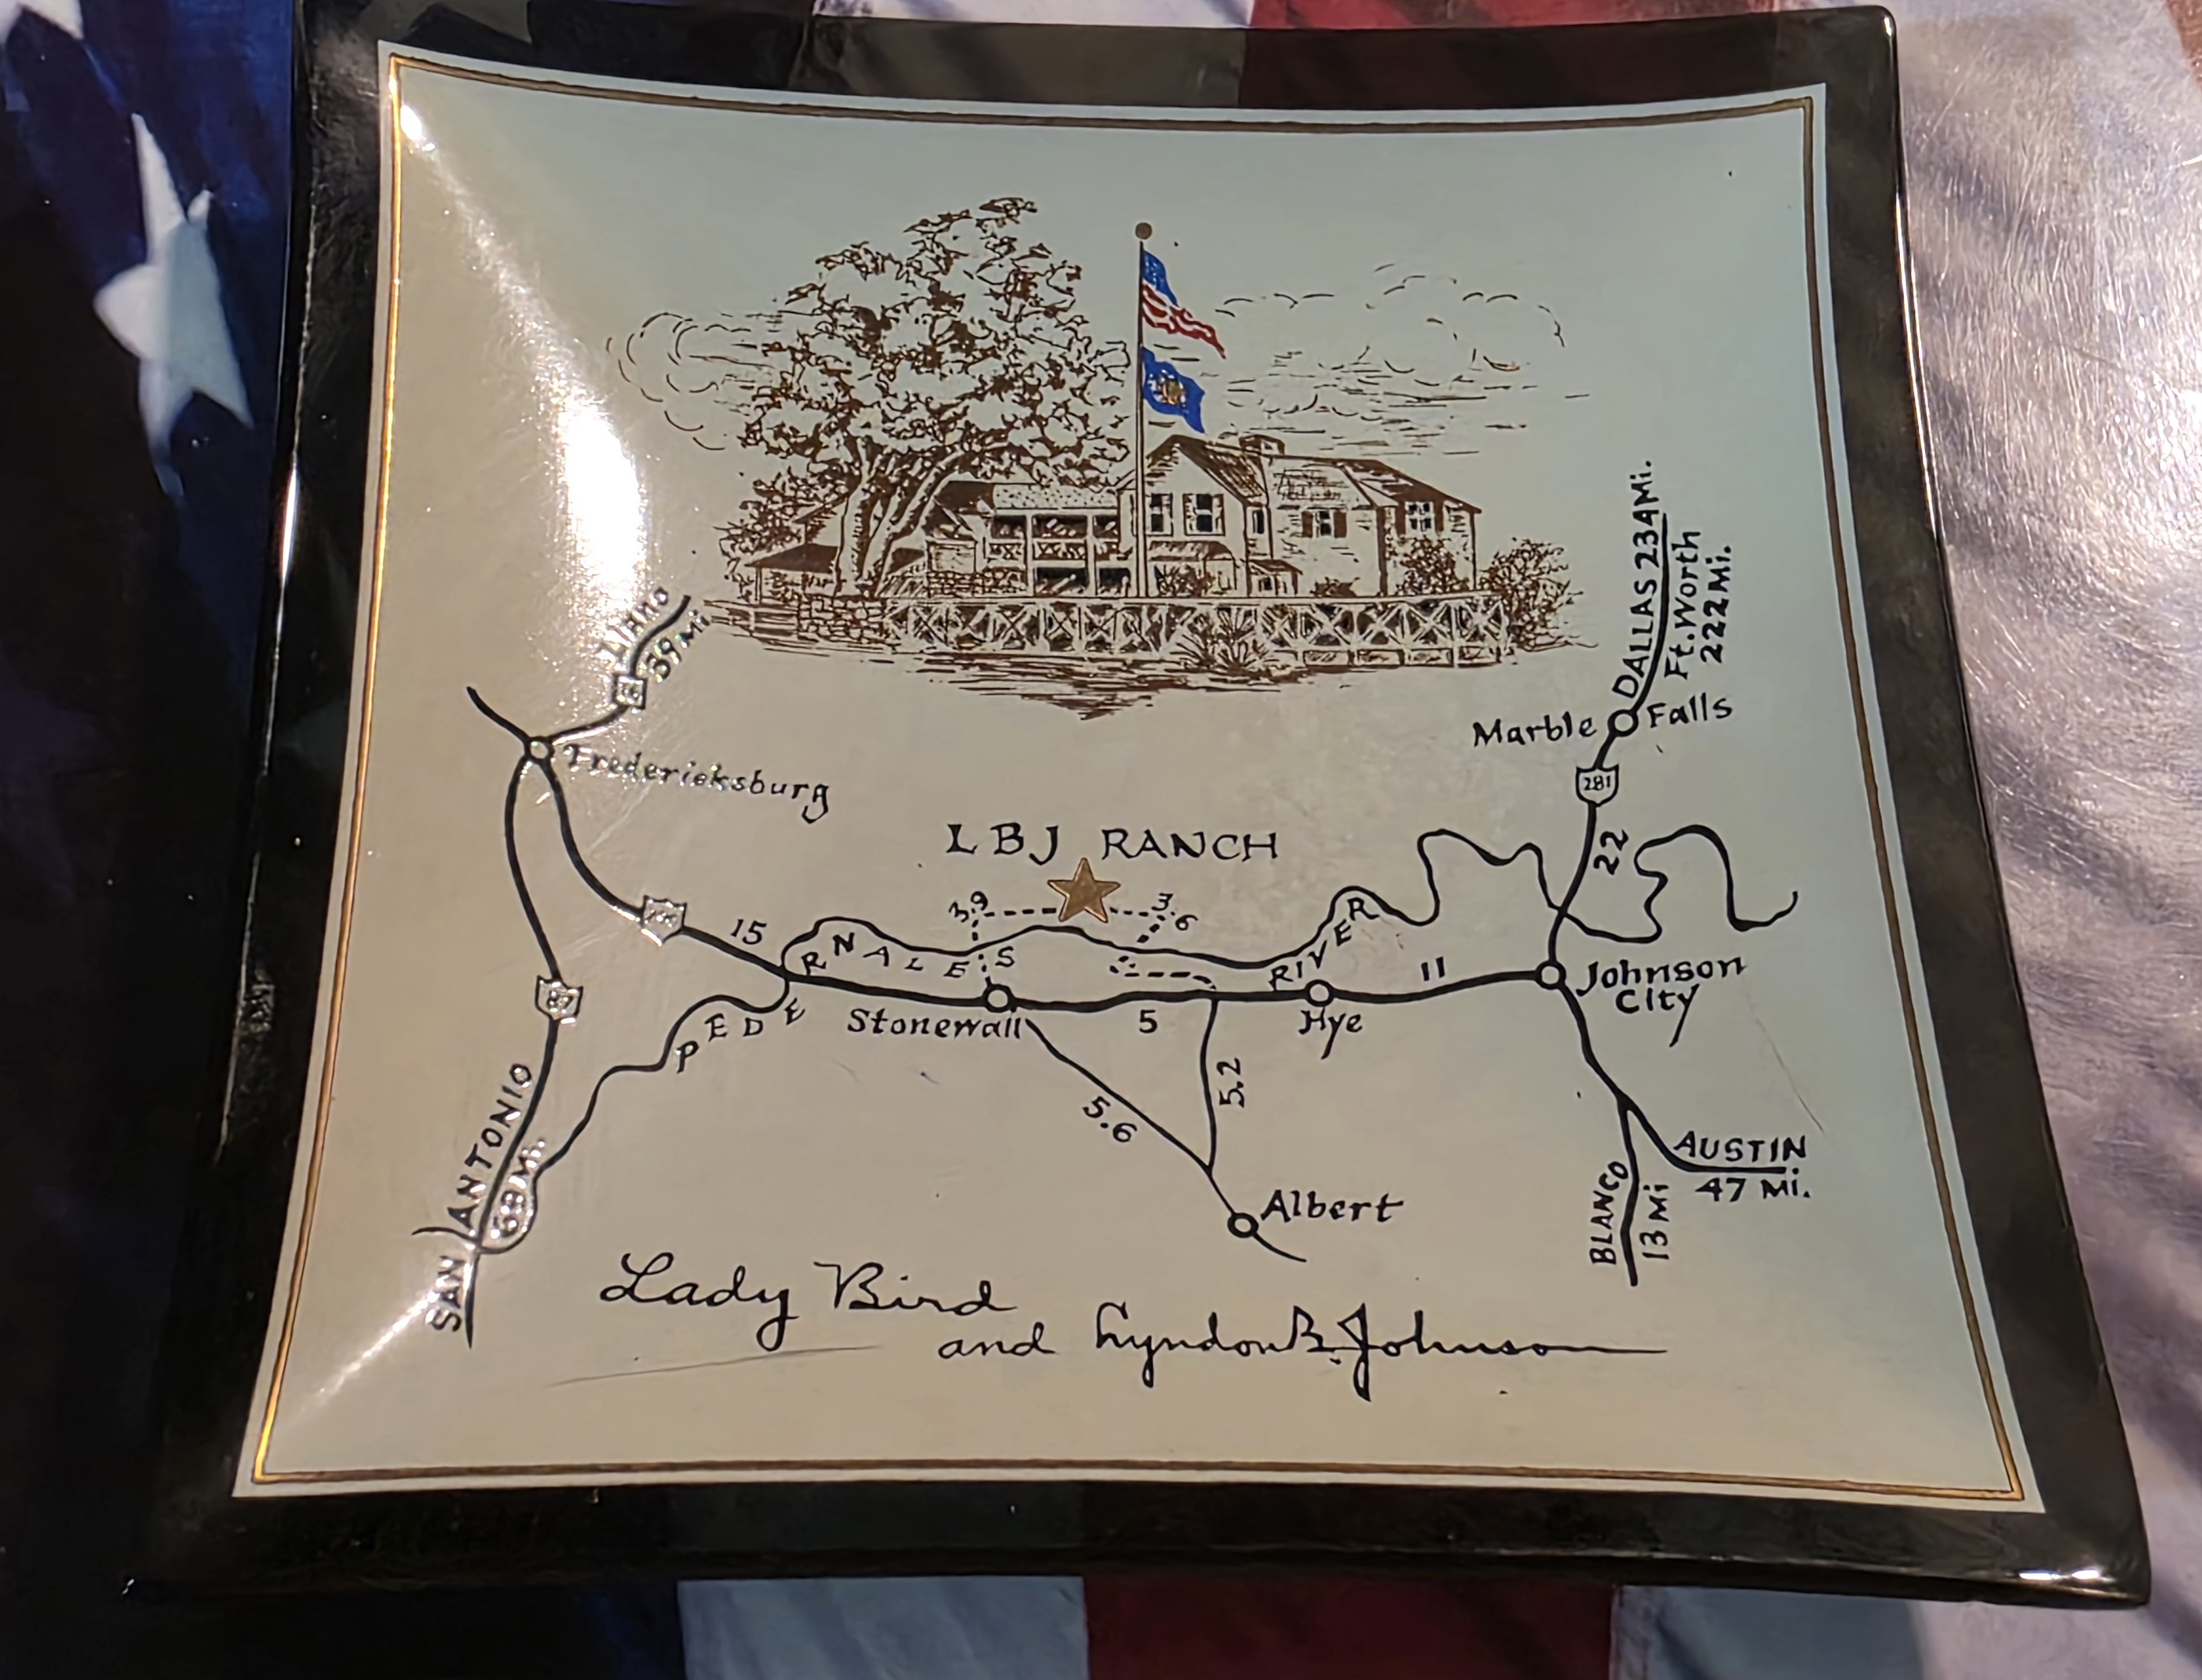 Llano
39 Mi.
Fredericksburg
DALLAS 234 Mi.
Ft. Worth
222 Mi.
Marble Falls
281
22
LBJ RANCH
3.9
3.6
15
PEDERNALES RIVER
11
Johnson
City
87
Stonewall
5
Hye
5.6
5.2
SAN ANTONIO
Albert
AUSTIN
47 Mi.
BLANCO
13 Mi
Lady Bird
and Lyndon B. Johnson